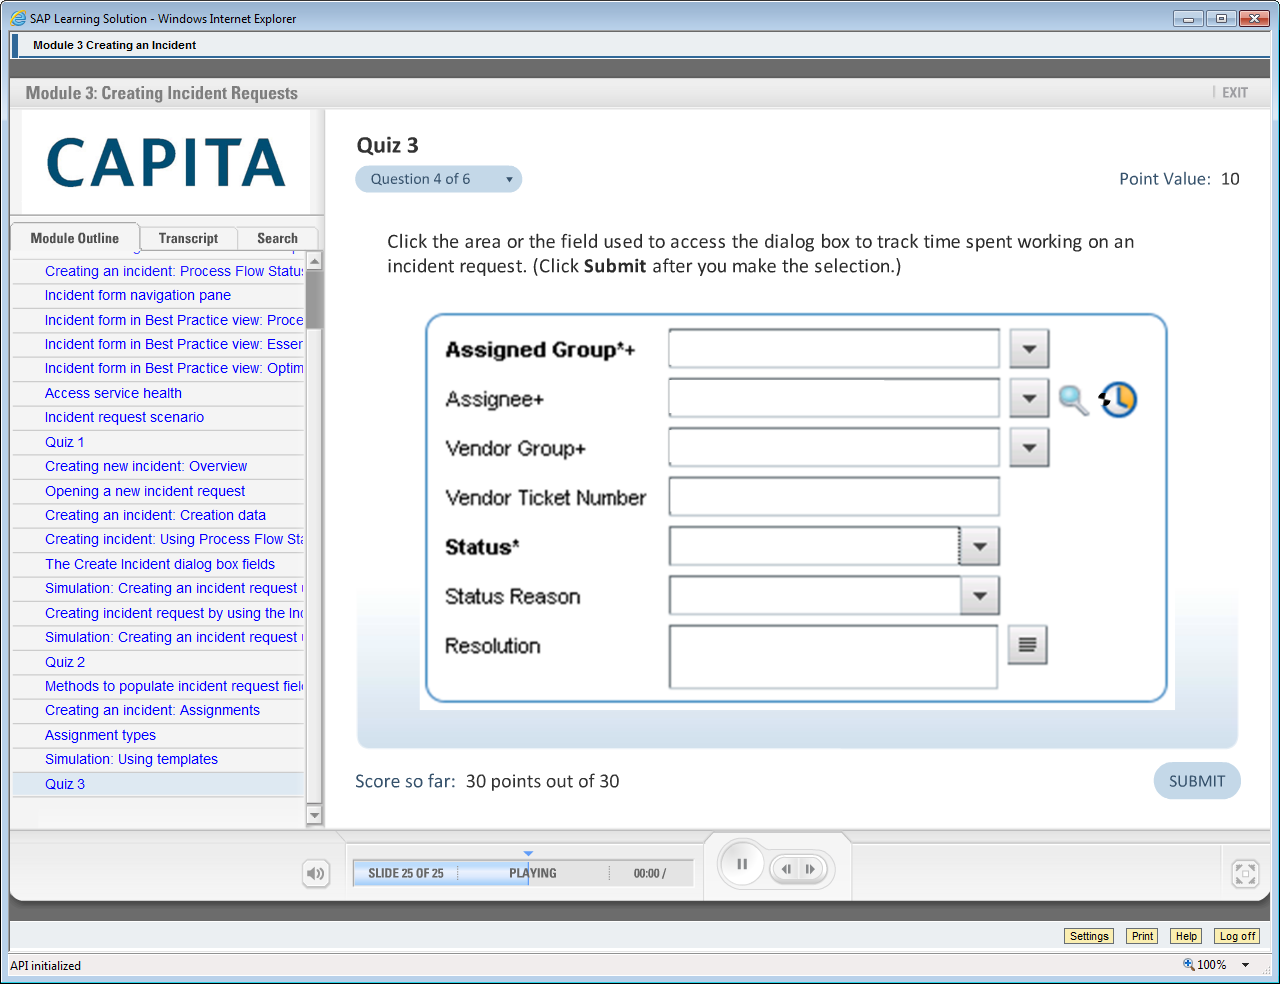 SAP Learning Solution - Windows Internet Explorer
Module 3 Creating an Incident
Module 3: Creating Incident Requests
EXIT
CAPITA
Module Outline
Transcript
Search
Creating an incident: Process Flow Status
Incident form navigation pane
Incident form in Best Practice view: Proce
Incident form in Best Practice view: Esser
Incident form in Best Practice view: Optim
Access service health
Incident request scenario
Quiz 1
Creating new incident: Overview
Opening a new incident request
Creating an incident: Creation data
Creating incident: Using Process Flow Sta
The Create Incident dialog box fields
Simulation: Creating an incident request u
Creating incident request by using the Inc
Simulation: Creating an incident request u
Quiz 2
Methods to populate incident request field
Creating an incident: Assignments
Assignment types
Simulation: Using templates
Quiz 3
Quiz 3
Question 4 of 6
Point Value: 10
Click the area or the field used to access the dialog box to track time spent working on an
incident request. (Click Submit after you make the selection.)
Assigned Group*+
Assignee+
Vendor Group+
Vendor Ticket Number
Status*
Status Reason
Resolution
Score so far: 30 points out of 30
SUBMIT
SLIDE 25 OF 25
PLAYING
00:00 /
Settings
Print
Help
Log off
API initialized
100%